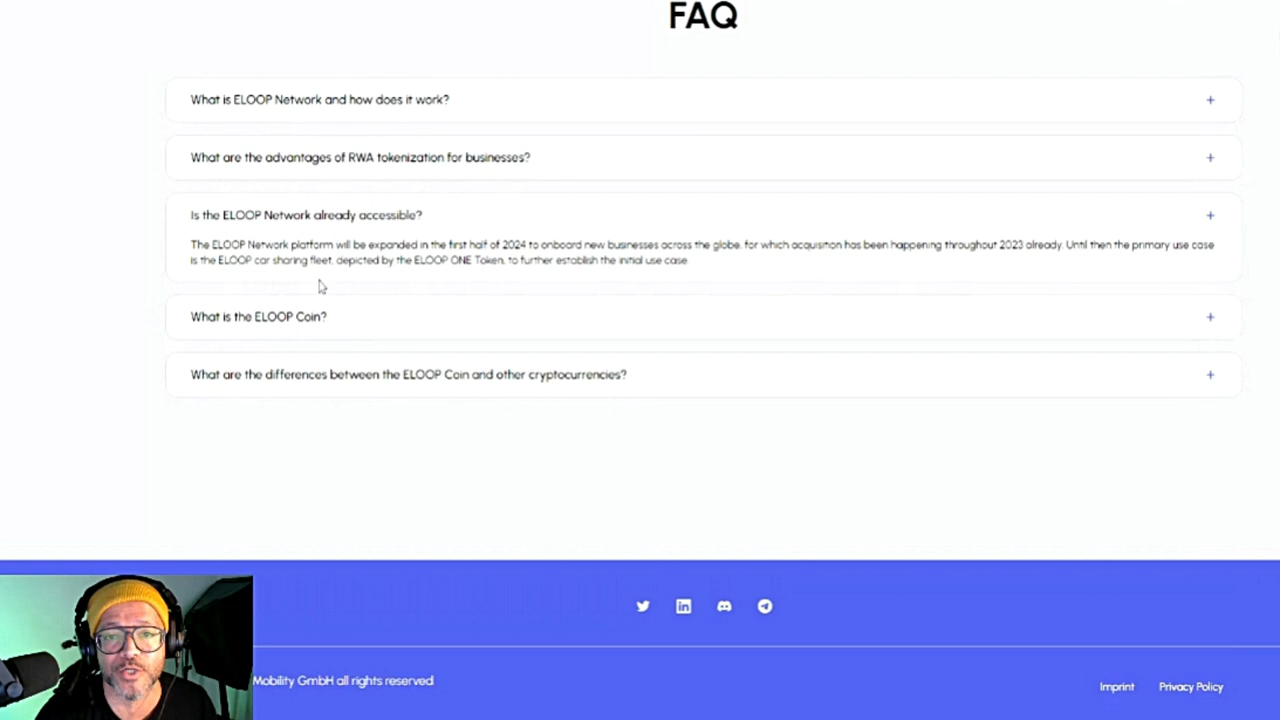 FAQ
What is ELOOP Network and how does it work?
+
What are the advantages of RWA tokenization for businesses?
+
Is the ELOOP Network already accessible?
+
The ELOOP Network platform will be expanded in the first half of 2024 to onboard new businesses across the globe, for which acquisition has been happening throughout 2023 already. Until then the primary use case
is the ELOOP car sharing fleet, depicted by the ELOOP ONE Token, to further establish the initial use case.
What is the ELOOP Coin?
+
What are the differences between the ELOOP Coin and other cryptocurrencies?
+
in
Mobility GmbH all rights reserved
Imprint
Privacy Policy